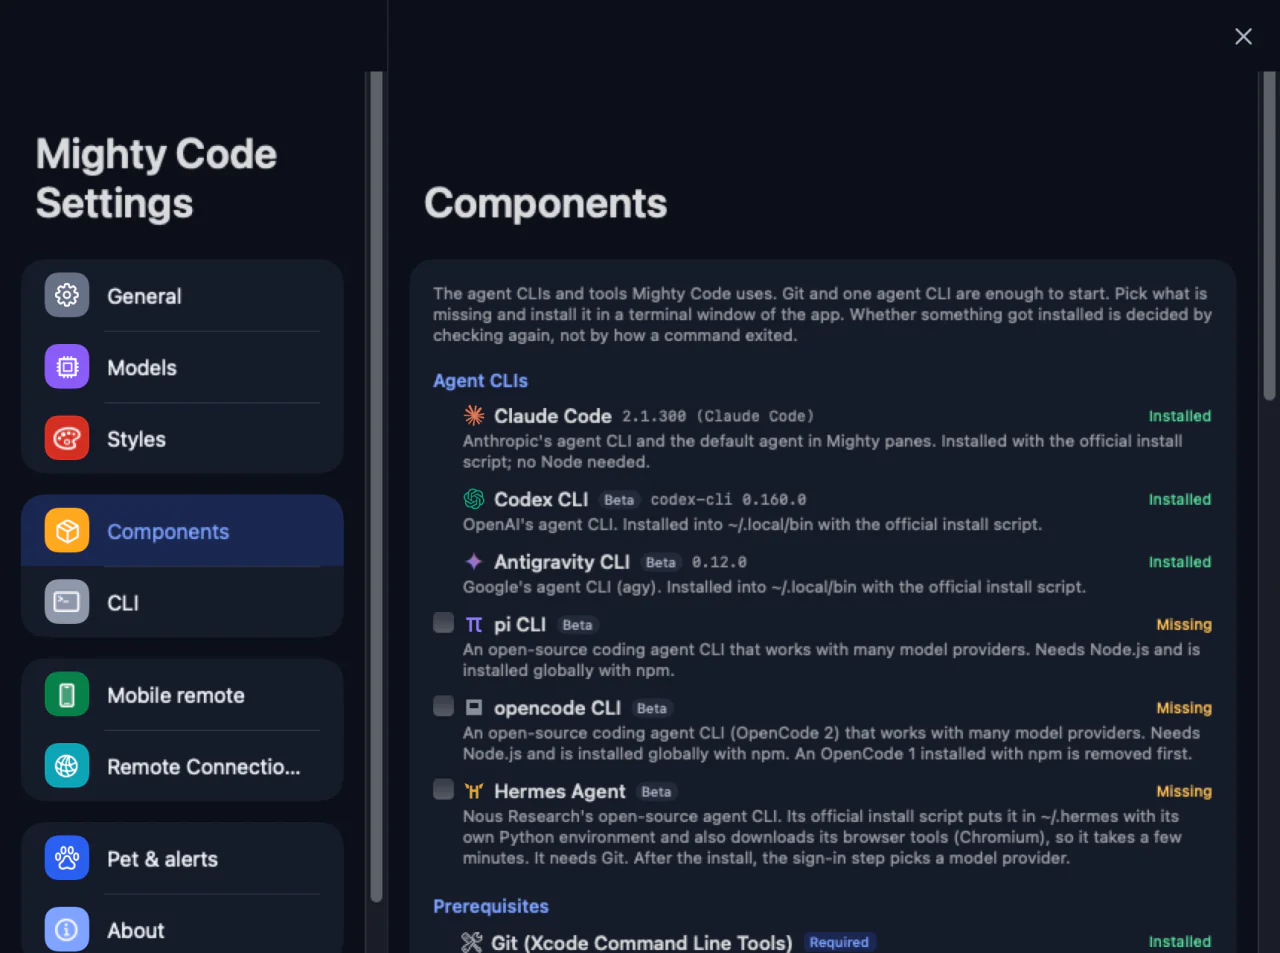 Mighty Code
Settings
General
Models
Styles
Components
CLI
Mobile remote
Remote Connectio...
Pet & alerts
About
Components
The agent CLIs and tools Mighty Code uses. Git and one agent CLI are enough to start. Pick what is
missing and install it in a terminal window of the app. Whether something got installed is decided by
checking again, not by how a command exited.
Agent CLIs
Claude Code 2.1.300 (Claude Code) Installed
Anthropic's agent CLI and the default agent in Mighty panes. Installed with the official install
script; no Node needed.
Codex CLI Beta codex-cli 0.160.0 Installed
OpenAI's agent CLI. Installed into ~/.local/bin with the official install script.
Antigravity CLI Beta 0.12.0 Installed
Google's agent CLI (agy). Installed into ~/.local/bin with the official install script.
pi CLI Beta Missing
An open-source coding agent CLI that works with many model providers. Needs Node.js and is
installed globally with npm.
opencode CLI Beta Missing
An open-source coding agent CLI (OpenCode 2) that works with many model providers. Needs
Node.js and is installed globally with npm. An OpenCode 1 installed with npm is removed first.
Hermes Agent Beta Missing
Nous Research's open-source agent CLI. Its official install script puts it in ~/.hermes with its
own Python environment and also downloads its browser tools (Chromium), so it takes a few
minutes. It needs Git. After the install, the sign-in step picks a model provider.
Prerequisites
Git (Xcode Command Line Tools) Required Installed